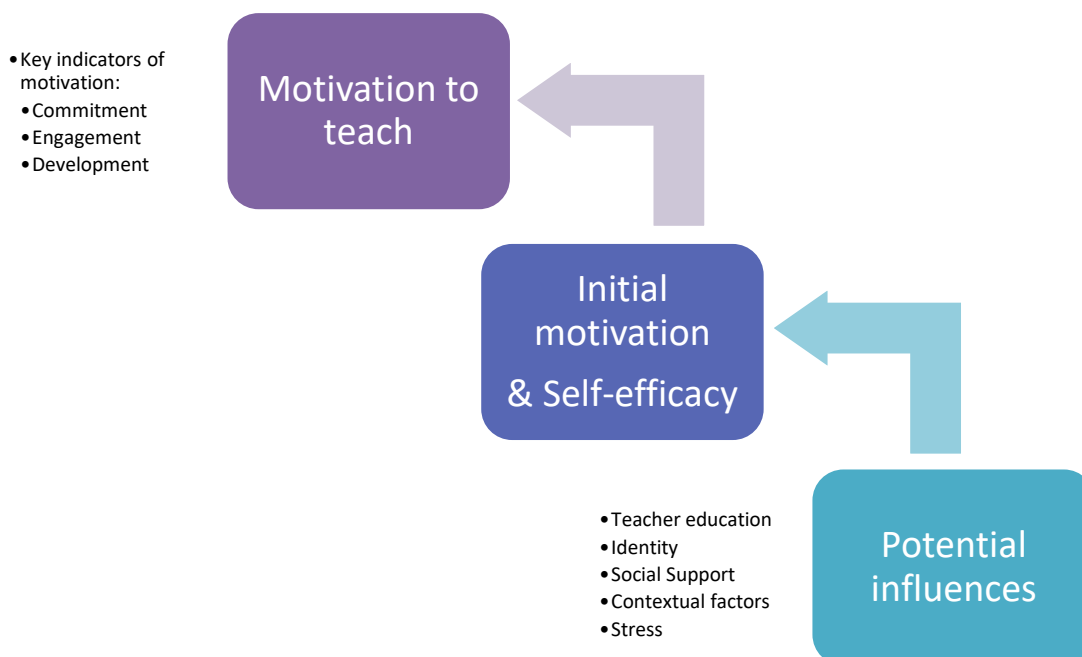 •Key indicators of
motivation:
•Commitment
•Engagement
•Development
Motivation to
teach
Initial
motivation
& Self-efficacy
•Teacher education
•Identity
•Social Support
•Contextual factors
•Stress
Potential
influences